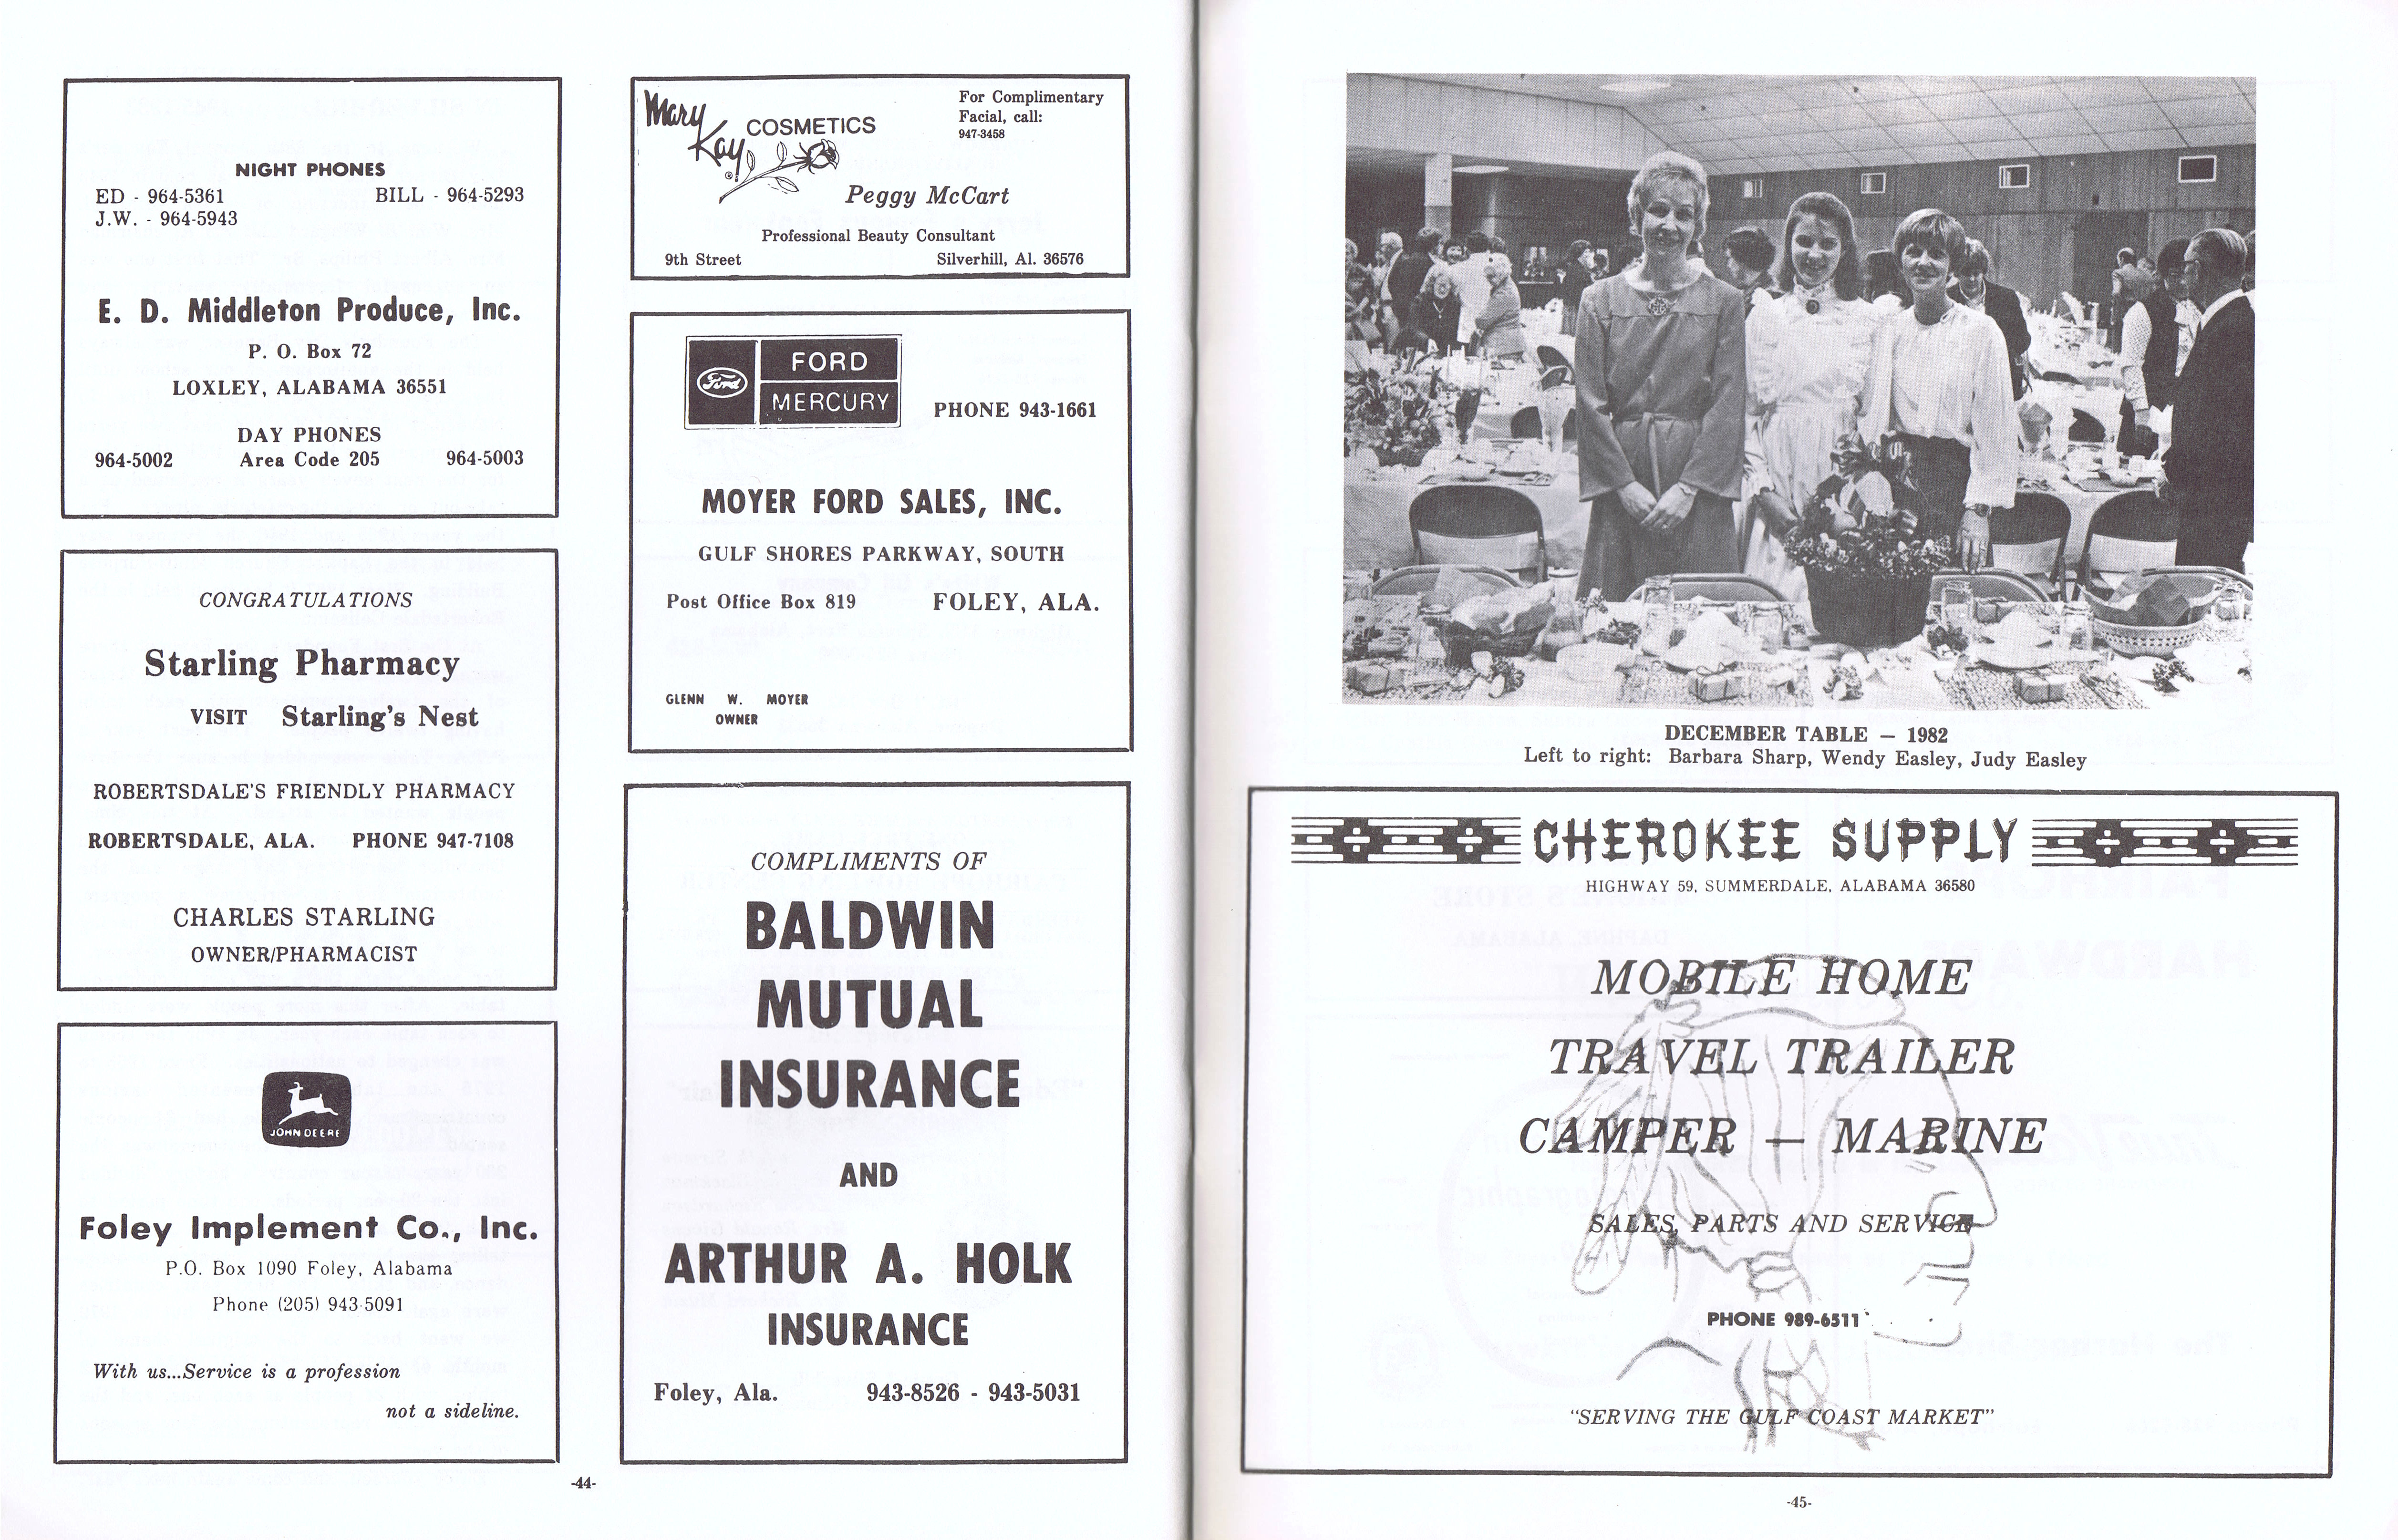 NIGHT PHONES
ED - 964-5361 BILL - 964-5293
J.W. - 964-5943
E. D. Middleton Produce, Inc.
P. O. Box 72
LOXLEY, ALABAMA 36551
DAY PHONES
964-5002 Area Code 205 964-5003
CONGRATULATIONS
Starling Pharmacy
VISIT Starling's Nest
ROBERTSDALE'S FRIENDLY PHARMACY
ROBERTSDALE, ALA. PHONE 947-7108
CHARLES STARLING
OWNER/PHARMACIST
JOHN DEERE
Foley Implement Co., Inc.
P.O. Box 1090 Foley, Alabama
Phone (205) 943-5091
With us...Service is a profession
not a sideline.
Mary Kay® COSMETICS
For Complimentary
Facial, call:
947-3458
Peggy McCart
Professional Beauty Consultant
9th Street Silverhill, Al. 36576
Ford
FORD
MERCURY
PHONE 943-1661
MOYER FORD SALES, INC.
GULF SHORES PARKWAY, SOUTH
Post Office Box 819 FOLEY, ALA.
GLENN W. MOYER
OWNER
COMPLIMENTS OF
BALDWIN
MUTUAL
INSURANCE
AND
ARTHUR A. HOLK
INSURANCE
Foley, Ala. 943-8526 - 943-5031
-44-
DECEMBER TABLE — 1982
Left to right: Barbara Sharp, Wendy Easley, Judy Easley
CHEROKEE SUPPLY
HIGHWAY 59, SUMMERDALE, ALABAMA 36580
MOBILE HOME
TRAVEL TRAILER
CAMPER — MARINE
SALES, PARTS AND SERVICE
PHONE 989-6511
"SERVING THE GULF COAST MARKET"
-45-